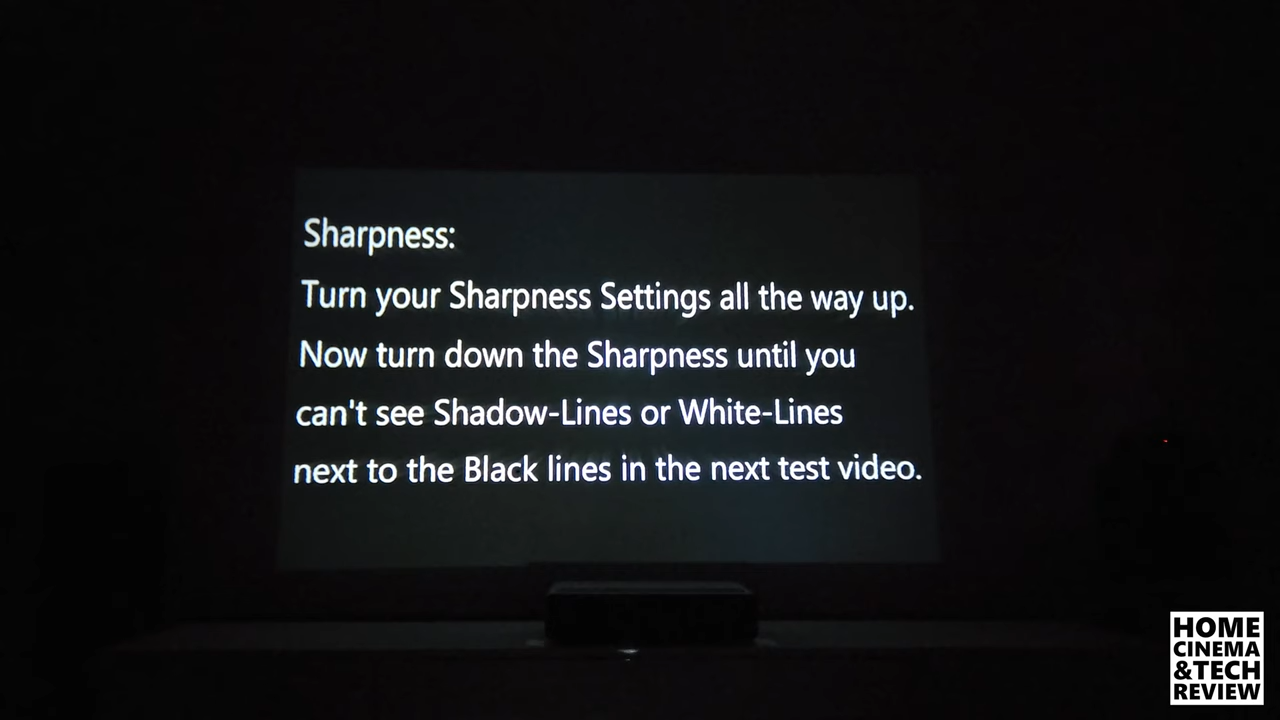 Sharpness:
Turn your Sharpness Settings all the way up.
Now turn down the Sharpness until you
can't see Shadow-Lines or White-Lines
next to the Black lines in the next test video.
HOME
CINEMA
&TECH
REVIEW